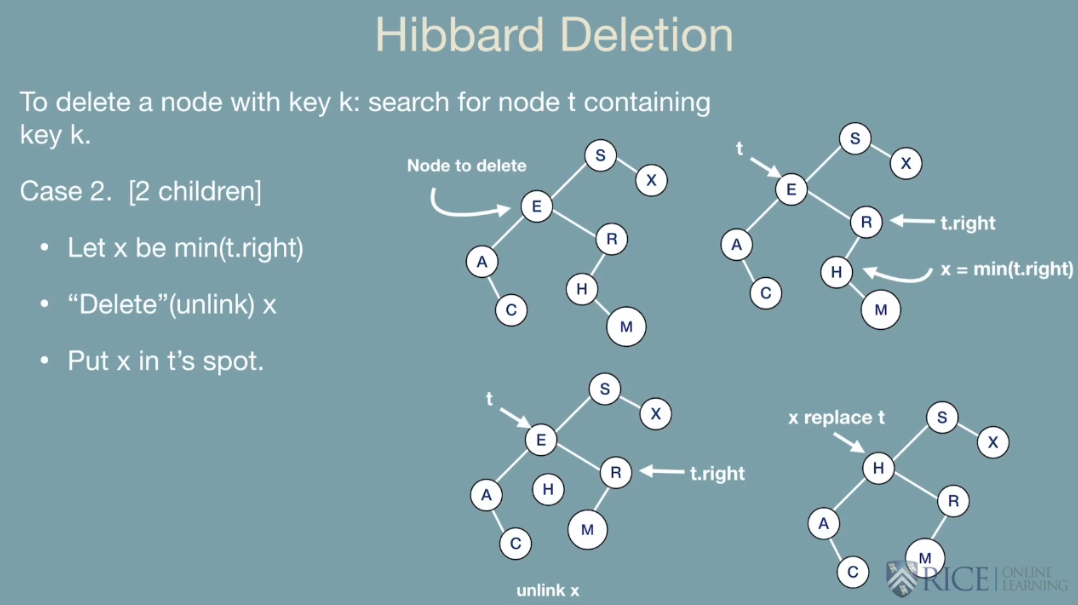 Hibbard Deletion
To delete a node with key k: search for node t containing
key k.
Case 2. [2 children]
• Let x be min(t.right)
• “Delete”(unlink) x
• Put x in t’s spot.
Node to delete
S
X
E
R
A
H
C
M
t
S
X
E
R
t.right
A
H
x = min(t.right)
C
M
t
S
X
E
R
t.right
A
H
M
C
unlink x
x replace t
S
X
H
R
A
M
C
RICE
ONLINE
LEARNING